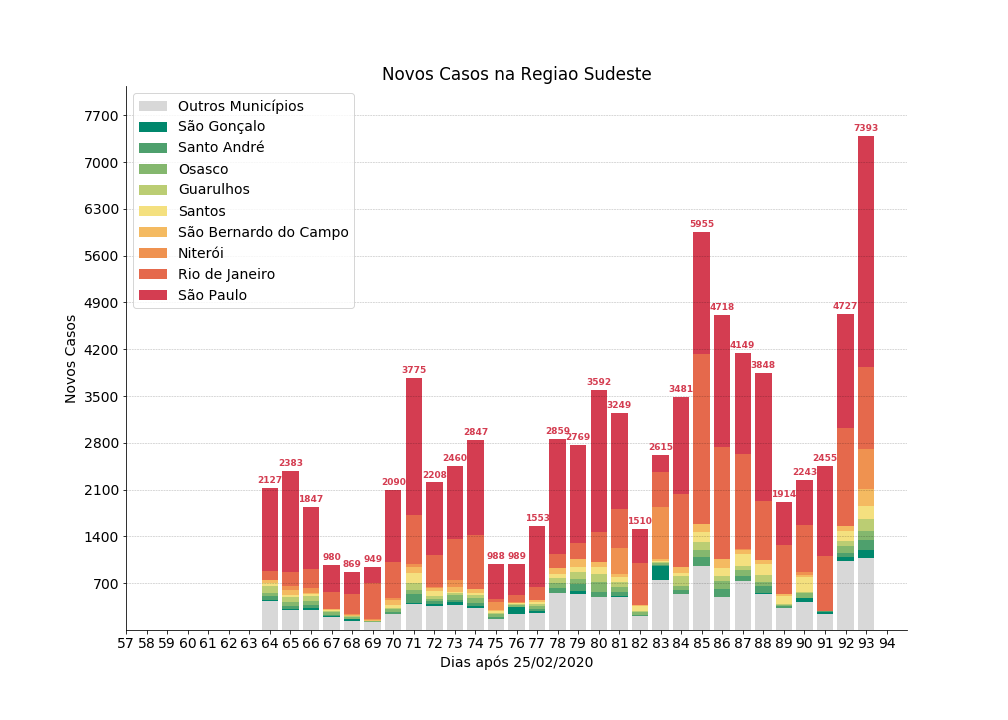 Novos Casos na Regiao Sudeste
Outros Municípios
São Gonçalo
Santo André
Osasco
Guarulhos
Santos
São Bernardo do Campo
Niterói
Rio de Janeiro
São Paulo
Novos Casos
7700
7000
6300
5600
4900
4200
3500
2800
2100
1400
700
2127
2383
1847
980
869
949
2090
3775
2208
2460
2847
988
989
1553
2859
2769
3592
3249
1510
2615
3481
5955
4718
4149
3848
1914
2243
2455
4727
7393
57 58 59 60 61 62 63 64 65 66 67 68 69 70 71 72 73 74 75 76 77 78 79 80 81 82 83 84 85 86 87 88 89 90 91 92 93 94
Dias após 25/02/2020